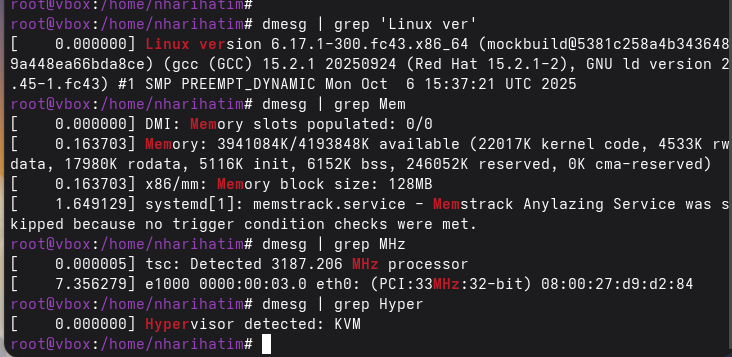 root@vbox:/home/nharihatim#
root@vbox:/home/nharihatim# dmesg | grep 'Linux ver'
[    0.000000] Linux version 6.17.1-300.fc43.x86_64 (mockbuild@5381c258a4b343648
9a448ea66bda8ce) (gcc (GCC) 15.2.1 20250924 (Red Hat 15.2.1-2), GNU ld version 2
.45-1.fc43) #1 SMP PREEMPT_DYNAMIC Mon Oct  6 15:37:21 UTC 2025
root@vbox:/home/nharihatim# dmesg | grep Mem
[    0.000000] DMI: Memory slots populated: 0/0
[    0.163703] Memory: 3941084K/4193848K available (22017K kernel code, 4533K rw
data, 17980K rodata, 5116K init, 6152K bss, 246052K reserved, 0K cma-reserved)
[    0.163703] x86/mm: Memory block size: 128MB
[    1.649129] systemd[1]: memstrack.service - Memstrack Anylazing Service was s
kipped because no trigger condition checks were met.
root@vbox:/home/nharihatim# dmesg | grep MHz
[    0.000005] tsc: Detected 3187.206 MHz processor
[    7.356279] e1000 0000:00:03.0 eth0: (PCI:33MHz:32-bit) 08:00:27:d9:d2:84
root@vbox:/home/nharihatim# dmesg | grep Hyper
[    0.000000] Hypervisor detected: KVM
root@vbox:/home/nharihatim#